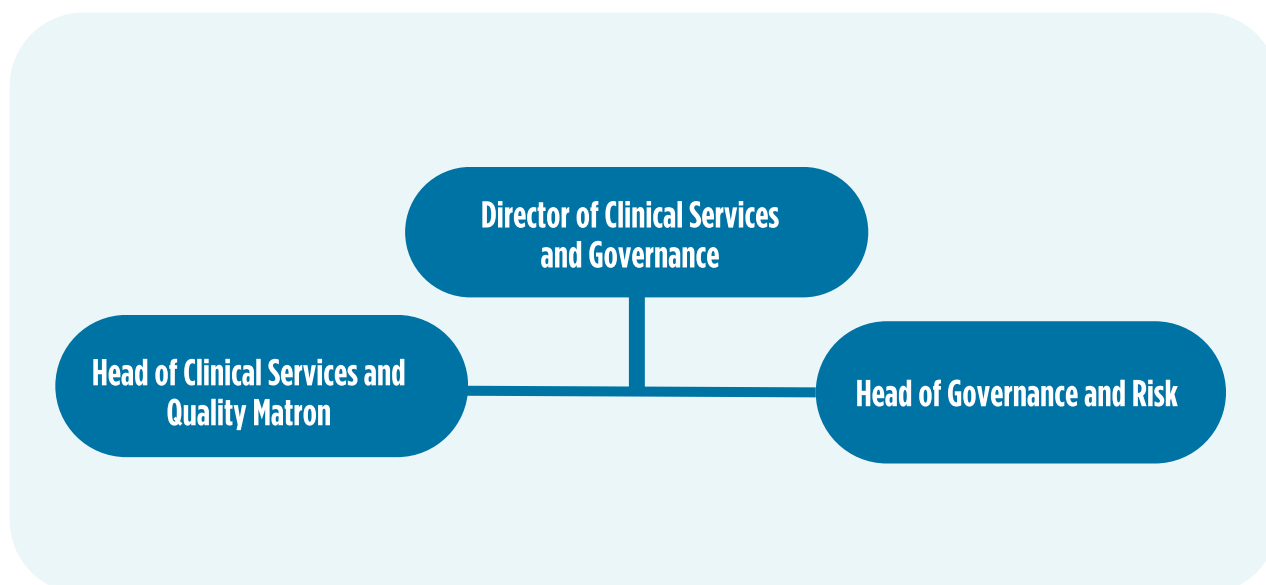 Director of Clinical Services
and Governance
Head of Clinical Services and
Quality Matron
Head of Governance and Risk